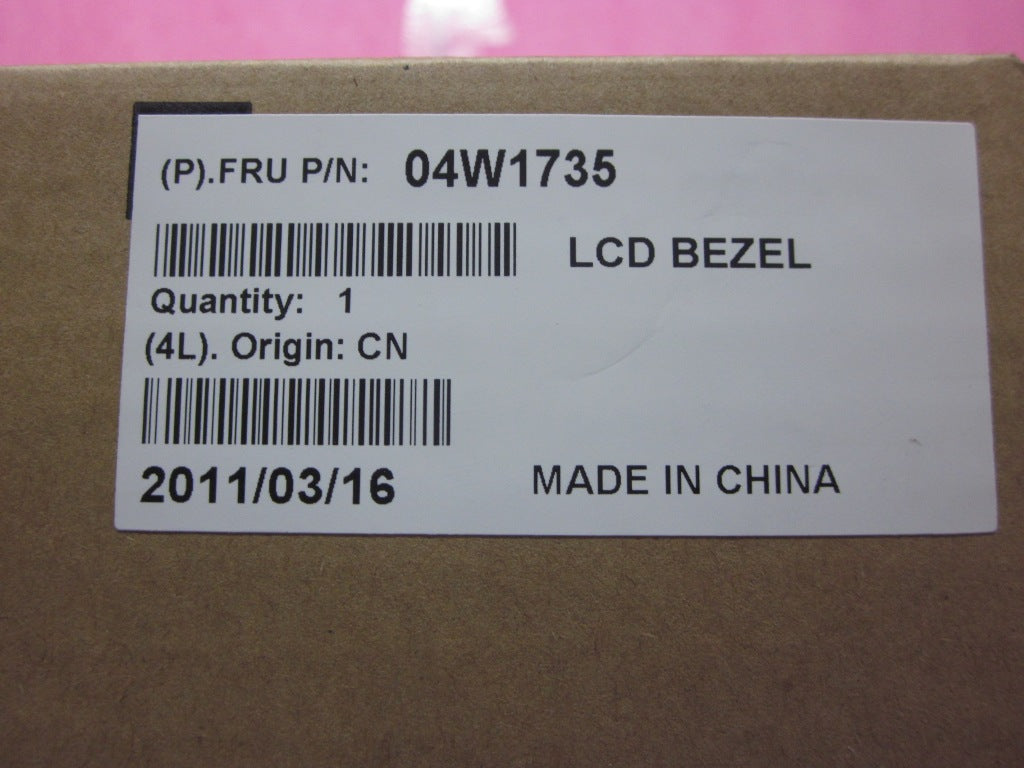 (P).FRU P/N: 04W1735
LCD BEZEL
Quantity: 1
(4L). Origin: CN
2011/03/16 MADE IN CHINA